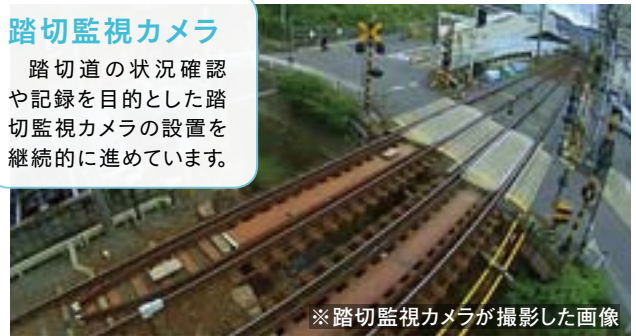 踏切監視カメラ
踏切道の状況確認
や記録を目的とした踏
切監視カメラの設置を
継続的に進めています。
※踏切監視カメラが撮影した画像